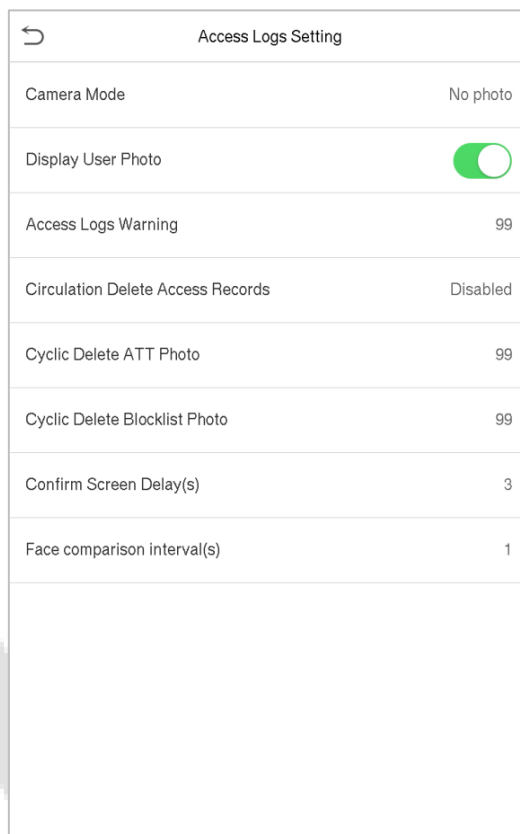 Access Logs Setting
Camera Mode No photo
Display User Photo
Access Logs Warning 99
Circulation Delete Access Records Disabled
Cyclic Delete ATT Photo 99
Cyclic Delete Blocklist Photo 99
Confirm Screen Delay(s) 3
Face comparison interval(s) 1